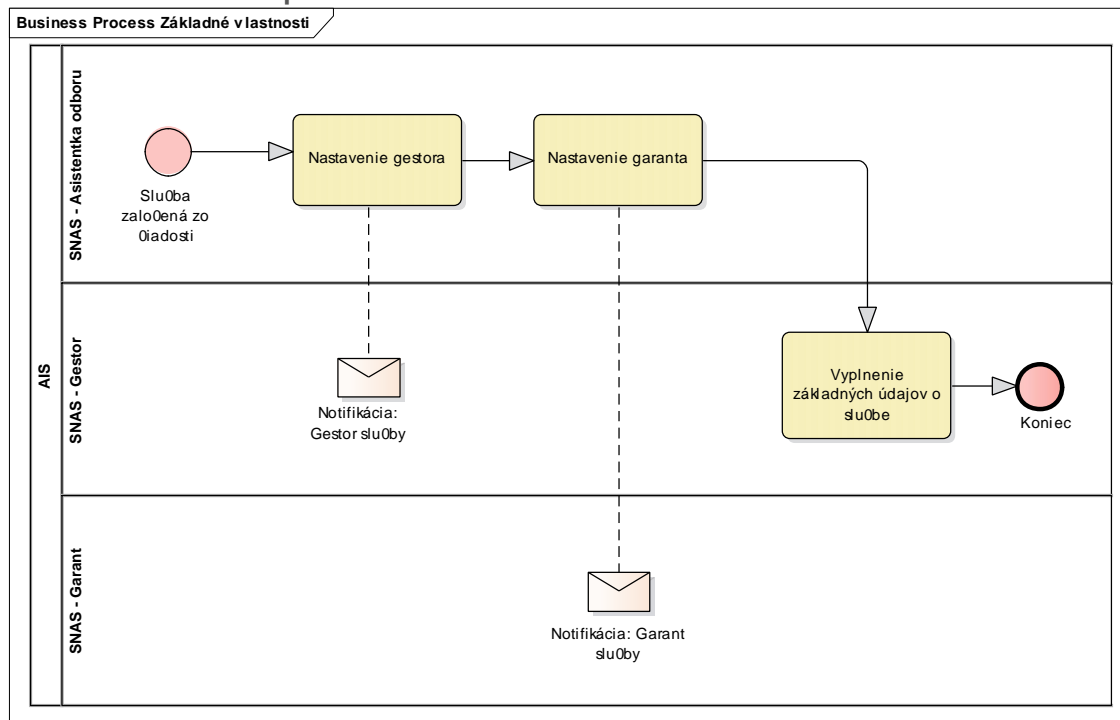 Business Process Základné vlastnosti
AIS
SNAS - Asistentka odboru
Slu0ba
zalo0ená zo
0iadosti
Nastavenie gestora
Nastavenie garanta
SNAS - Gestor
Notifikácia:
Gestor slu0by
Vyplnenie
základných údajov o
slu0be
Koniec
SNAS - Garant
Notifikácia: Garant
slu0by